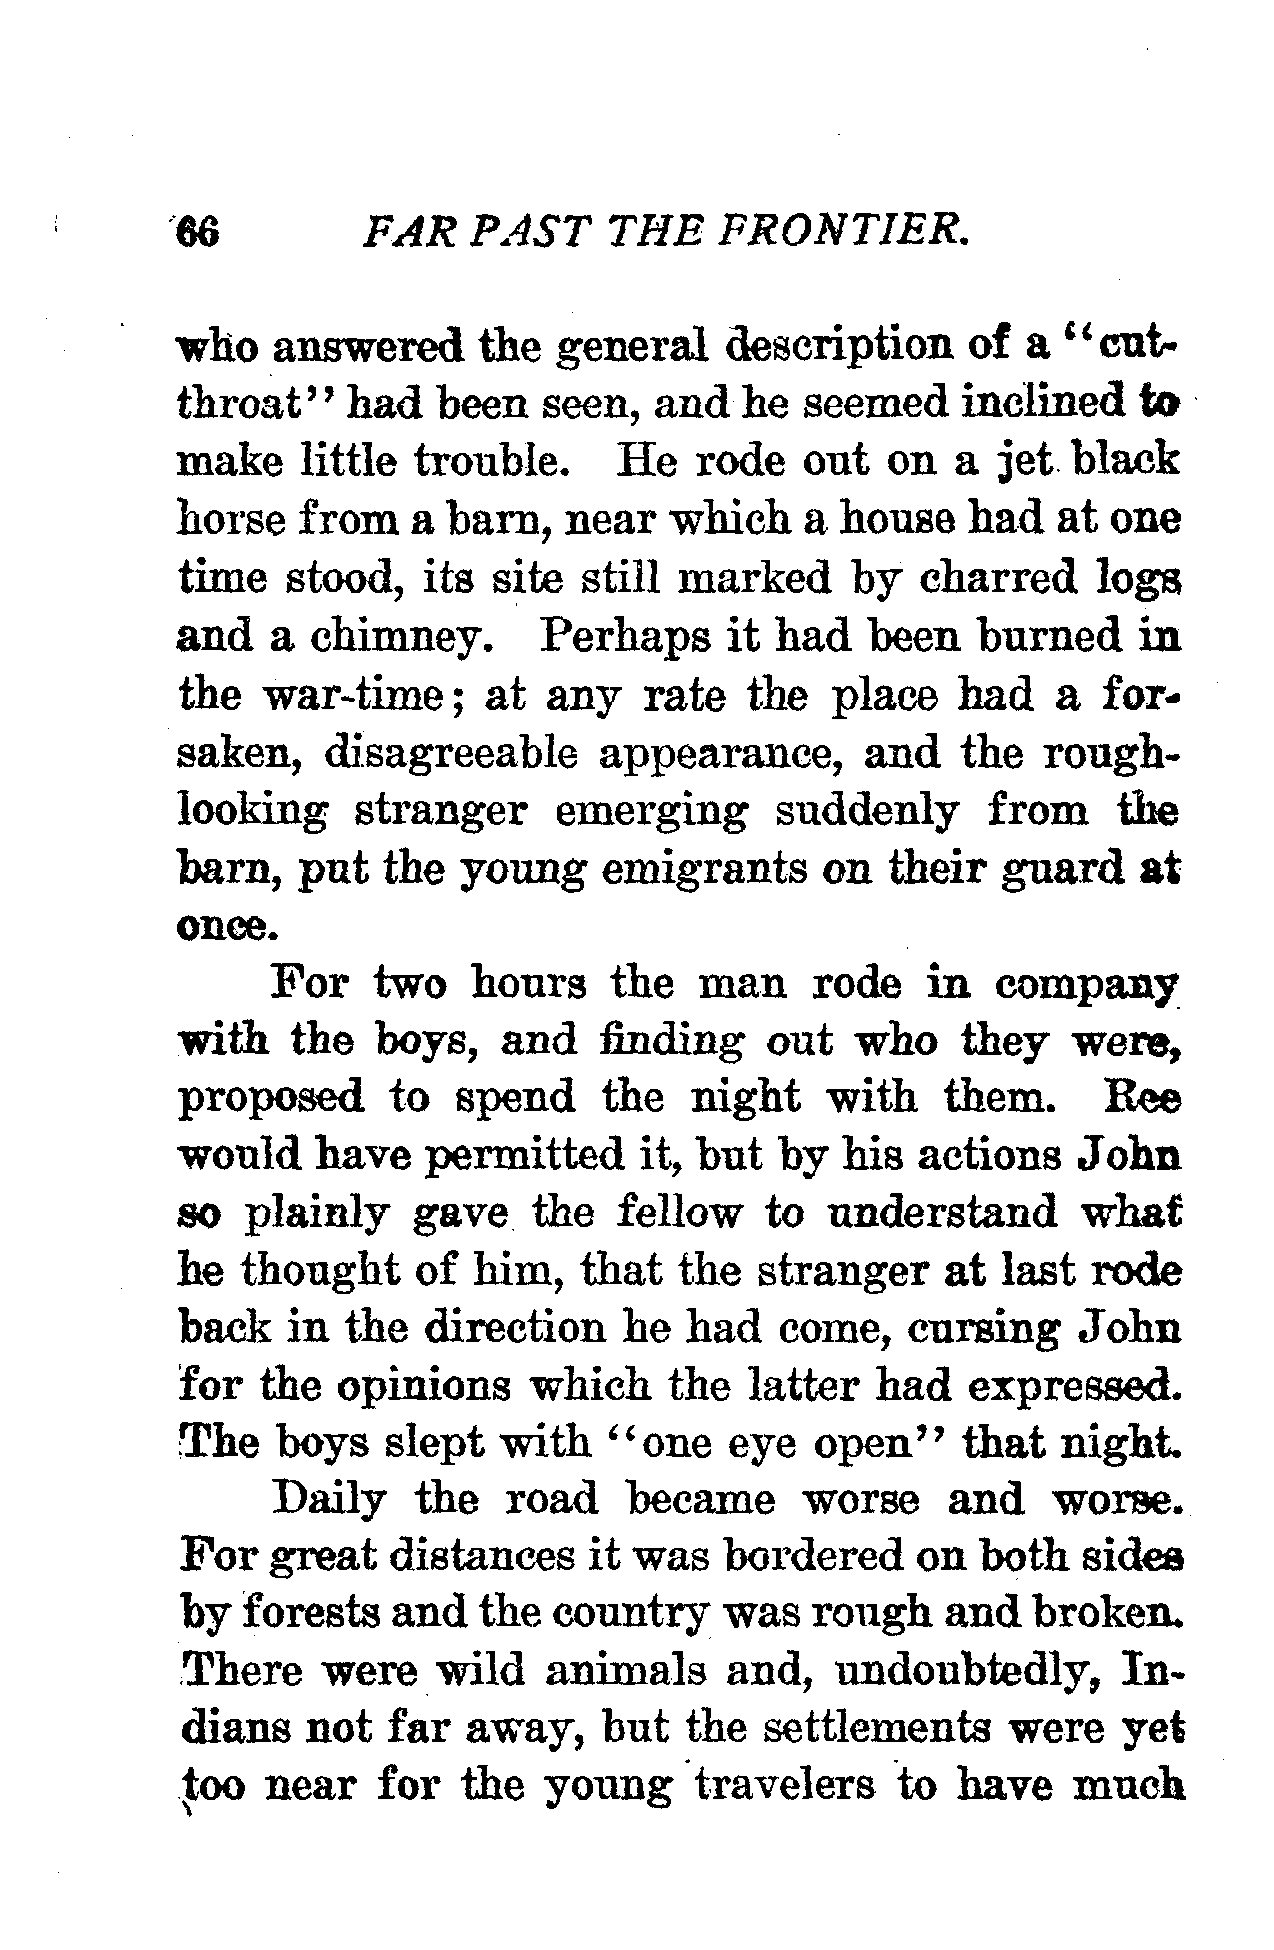 66 FAR PAST THE FRONTIER.
who answered the general description of a "cut-
throat" had been seen, and he seemed inclined to
make little trouble. He rode out on a jet black
horse from a barn, near which a house had at one
time stood, its site still marked by charred logs
and a chimney. Perhaps it had been burned in
the war-time; at any rate the place had a for-
saken, disagreeable appearance, and the rough-
looking stranger emerging suddenly from the
barn, put the young emigrants on their guard at
once.
For two hours the man rode in company
with the boys, and finding out who they were,
proposed to spend the night with them. Ree
would have permitted it, but by his actions John
so plainly gave the fellow to understand what
he thought of him, that the stranger at last rode
back in the direction he had come, cursing John
for the opinions which the latter had expressed.
The boys slept with "one eye open" that night.
Daily the road became worse and worse.
For great distances it was bordered on both sides
by forests and the country was rough and broken.
There were wild animals and, undoubtedly, In-
dians not far away, but the settlements were yet
too near for the young travelers to have much